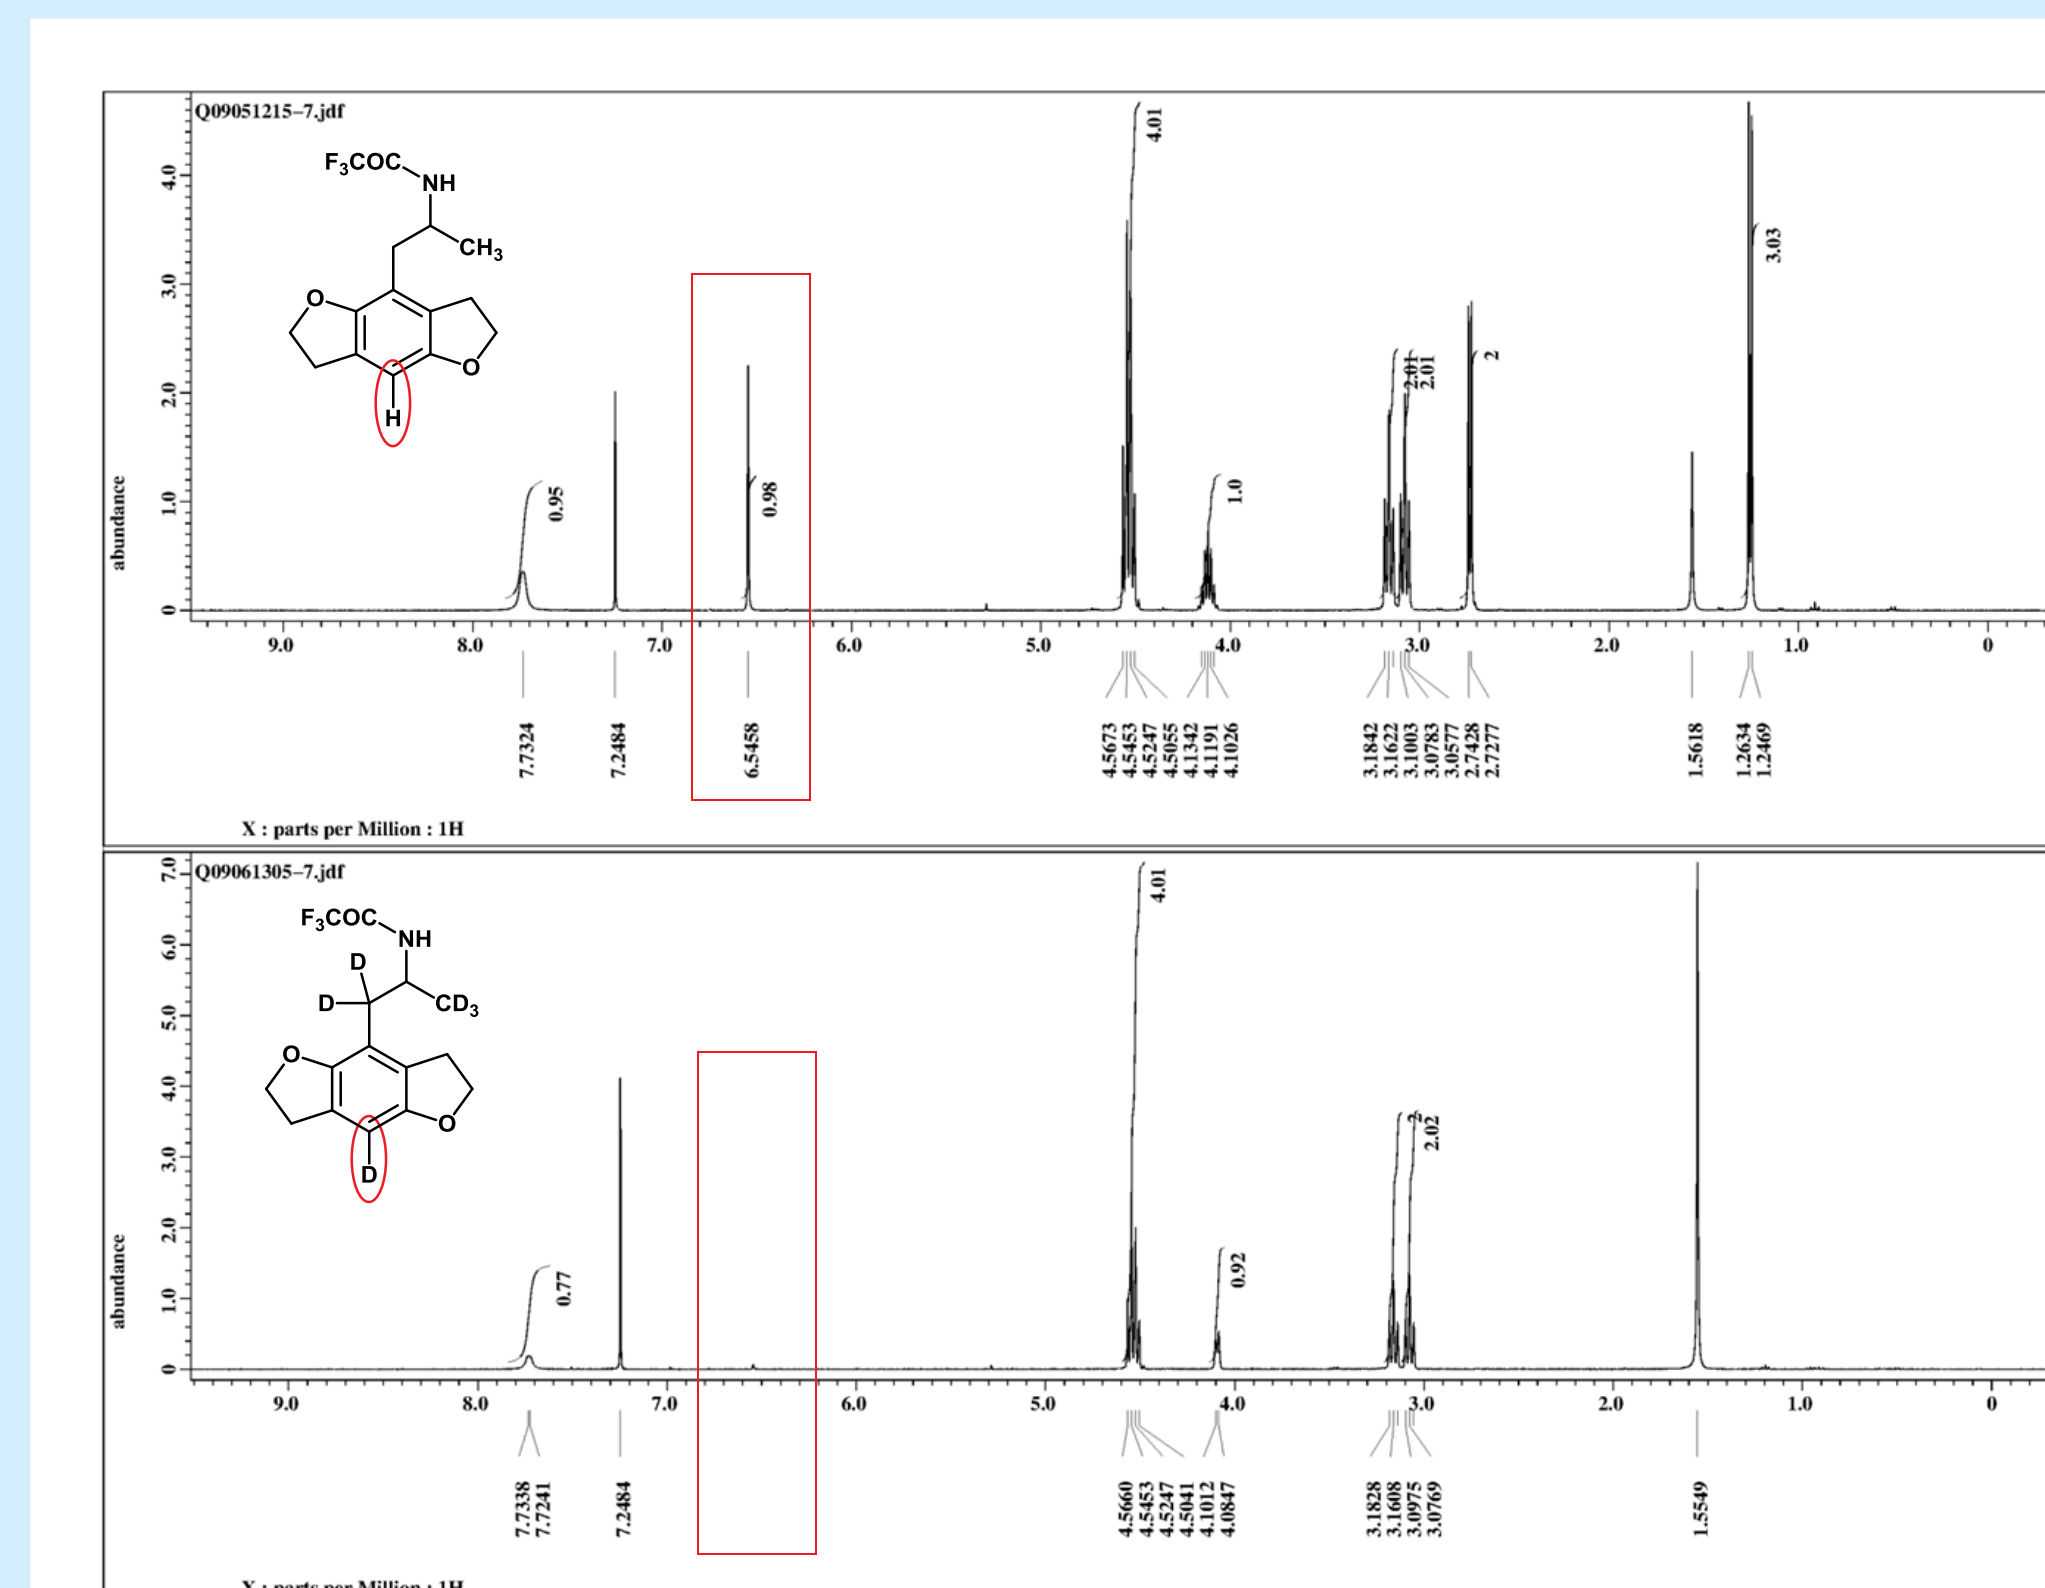 Q09051215–7.jdf
F3COC
NH
CH3
O
O
H
4.0
3.0
2.0
1.0
0
abundance
0.95
0.98
4.01
1.0
2.01
2.01
2
3.03
9.0 8.0 7.0 6.0 5.0 4.0 3.0 2.0 1.0 0
7.7324
7.2484
6.5458
4.5673
4.5453
4.5247
4.5055
4.1342
4.1191
4.1026
3.1842
3.1622
3.1003
3.0783
3.0577
2.7428
2.7277
1.5618
1.2634
1.2469
X : parts per Million : 1H
Q09061305–7.jdf
F3COC
NH
D
D
CD3
O
O
D
7.0
6.0
5.0
4.0
3.0
2.0
1.0
0
abundance
0.77
4.01
0.92
2
2.02
9.0 8.0 7.0 6.0 5.0 4.0 3.0 2.0 1.0 0
7.7338
7.7241
7.2484
4.5660
4.5453
4.5247
4.5041
4.1012
4.0847
3.1828
3.1608
3.0975
3.0769
1.5549
X : parts per Million : 1H